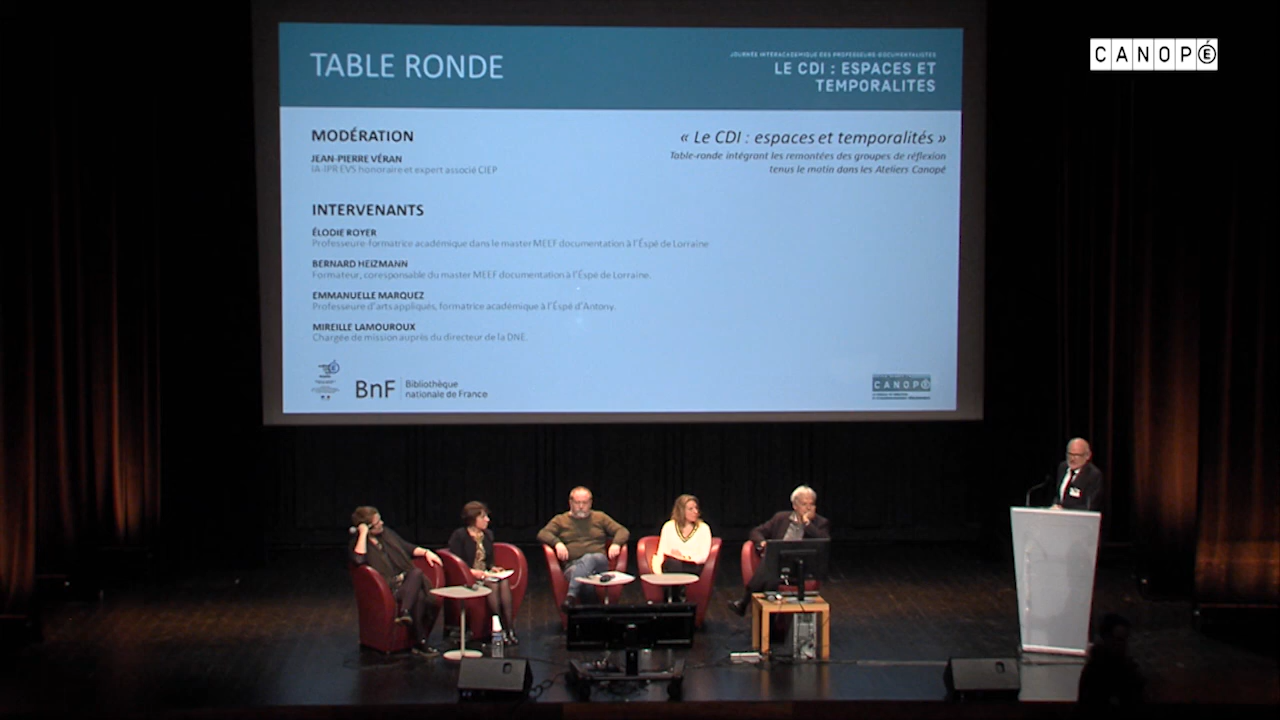 CANOPÉ
TABLE RONDE
JOURNÉE INTERACADEMIQUE DES PROFESSEURS DOCUMENTALISTES
LE CDI : ESPACES ET
TEMPORALITES
MODÉRATION
JEAN-PIERRE VÉRAN
IA-IPR EVS honoraire et expert associé CIEP
« Le CDI : espaces et temporalités »
Table-ronde intégrant les remontées des groupes de réflexion
tenus le matin dans les Ateliers Canopé
INTERVENANTS
ÉLODIE ROYER
Professeure-formatrice académique dans le master MEEF documentation à l'Éspé de Lorraine
BERNARD HEIZMANN
Formateur, coresponsable du master MEEF documentation à l'Éspé de Lorraine.
EMMANUELLE MARQUEZ
Professeure d'arts appliqués, formatrice académique à l'Éspé d'Antony.
MIREILLE LAMOUROUX
Chargée de mission auprès du directeur de la DNE.
BnF
Bibliothèque
nationale de France
CANOPÉ